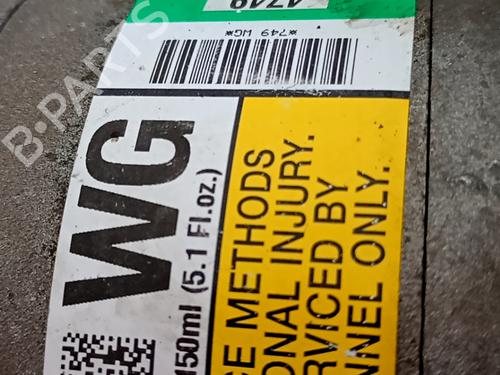 4749
*749 WG*
WG
150ml (5.1 Fl.oz.)
CE METHODS
ONAL INJURY.
RVICED BY
NNEL ONLY.
B-PARTS